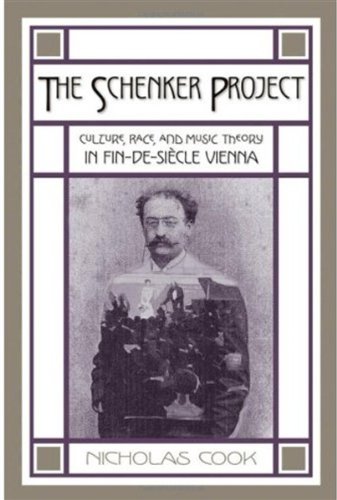 THE SCHENKER PROJECT
CULTURE, RACE, AND MUSIC THEORY
IN FIN-DE-SIÈCLE VIENNA
NICHOLAS COOK